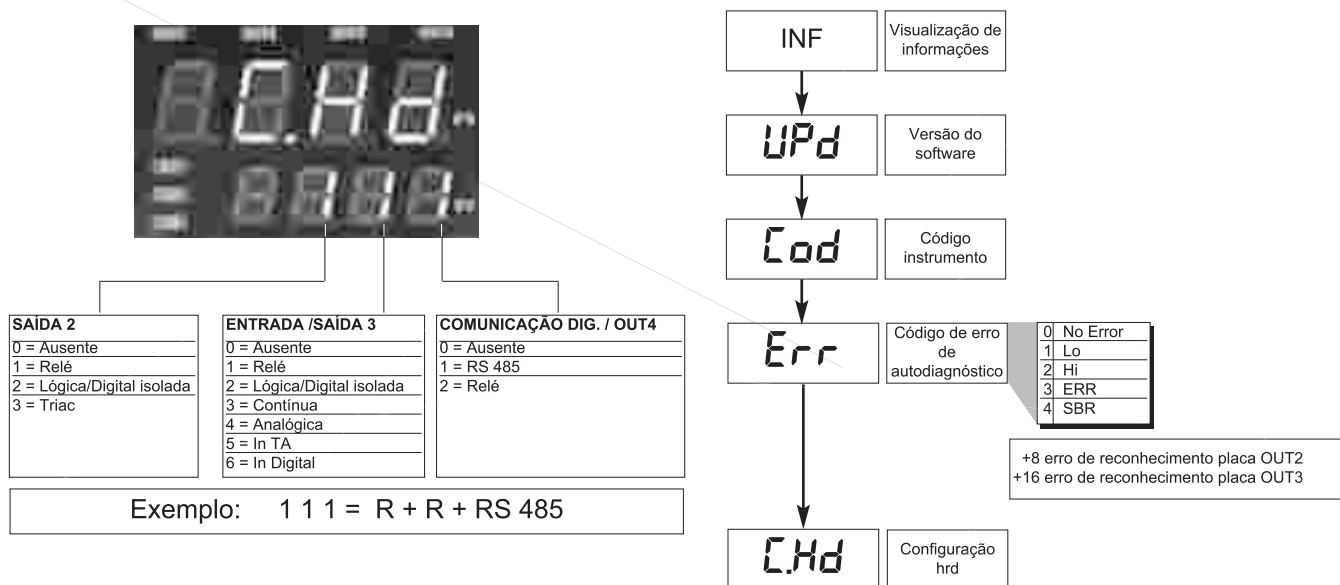 C.Hd
111
SAÍDA 2
0 = Ausente
1 = Relé
2 = Lógica/Digital isolada
3 = Triac
ENTRADA /SAÍDA 3
0 = Ausente
1 = Relé
2 = Lógica/Digital isolada
3 = Contínua
4 = Analógica
5 = In TA
6 = In Digital
COMUNICAÇÃO DIG. / OUT4
0 = Ausente
1 = RS 485
2 = Relé
Exemplo: 1 1 1 = R + R + RS 485
INF
Visualização de
informações
UPd
Versão do
software
Cod
Código
instrumento
Err
Código de erro
de
autodiagnóstico
0 No Error
1 Lo
2 Hi
3 ERR
4 SBR
+8 erro de reconhecimento placa OUT2
+16 erro de reconhecimento placa OUT3
C.Hd
Configuração
hrd